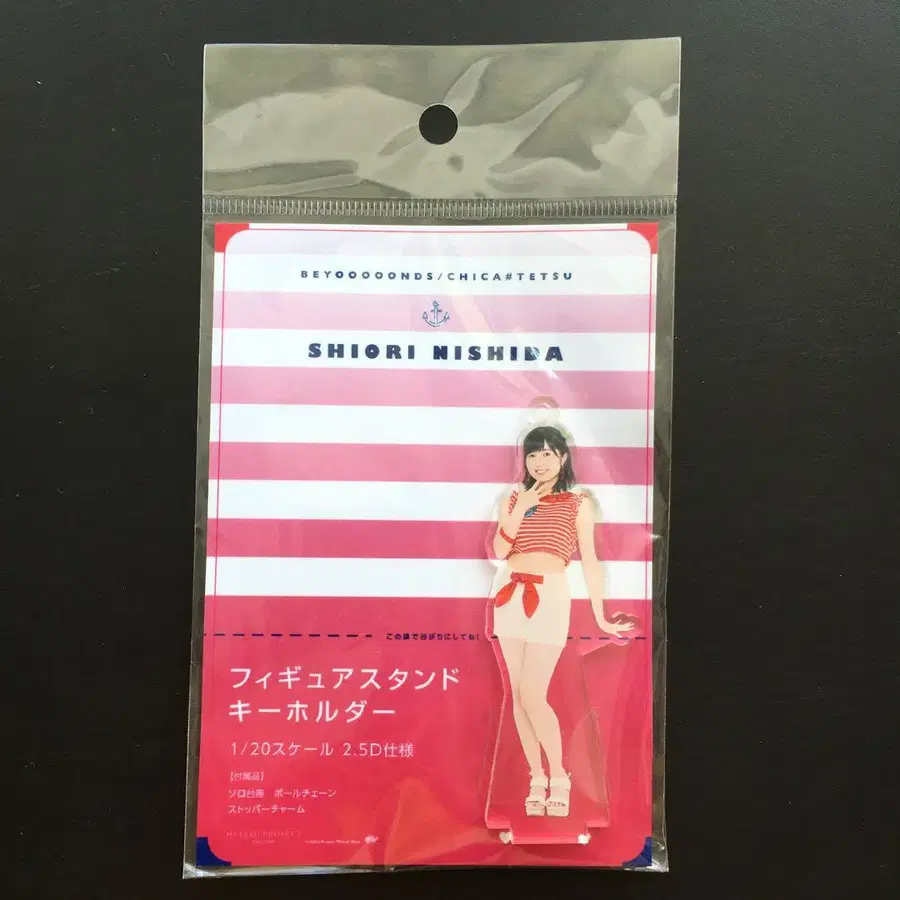 BEYOOOOONDS/CHICA#TETSU
SHIORI NISHIDA
この線で谷折りにしてね!
フィギュアスタンド
キーホルダー
1/20スケール 2.5D仕様
【付属品】
ソロ台座 ボールチェーン
ストッパーチャーム
HELLO! PROJECT